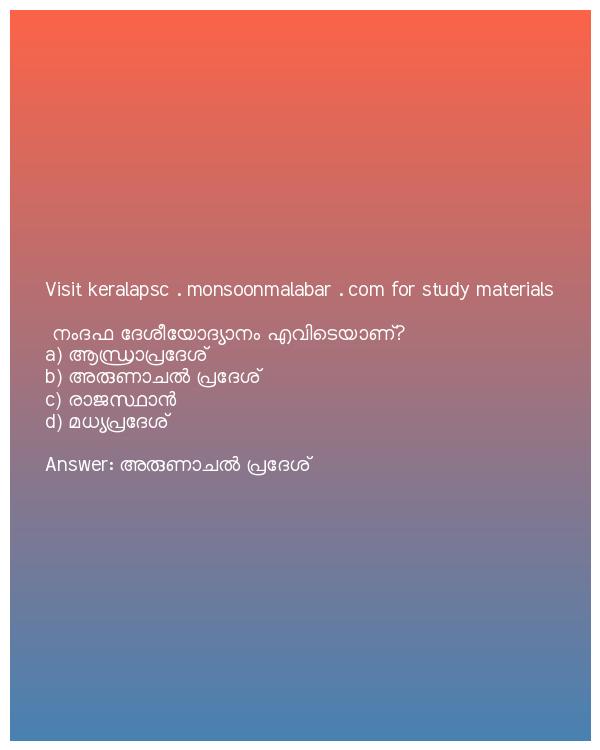 Visit keralapsc . monsoonmalabar . com for study materials
നംദഫ ദേശീയോദ്യാനം എവിടെയാണ്?
a) ആന്ധ്രാപ്രദേശ്
b) അരുണാചൽ പ്രദേശ്
c) രാജസ്ഥാൻ
d) മധ്യപ്രദേശ്
Answer: അരുണാചൽ പ്രദേശ്